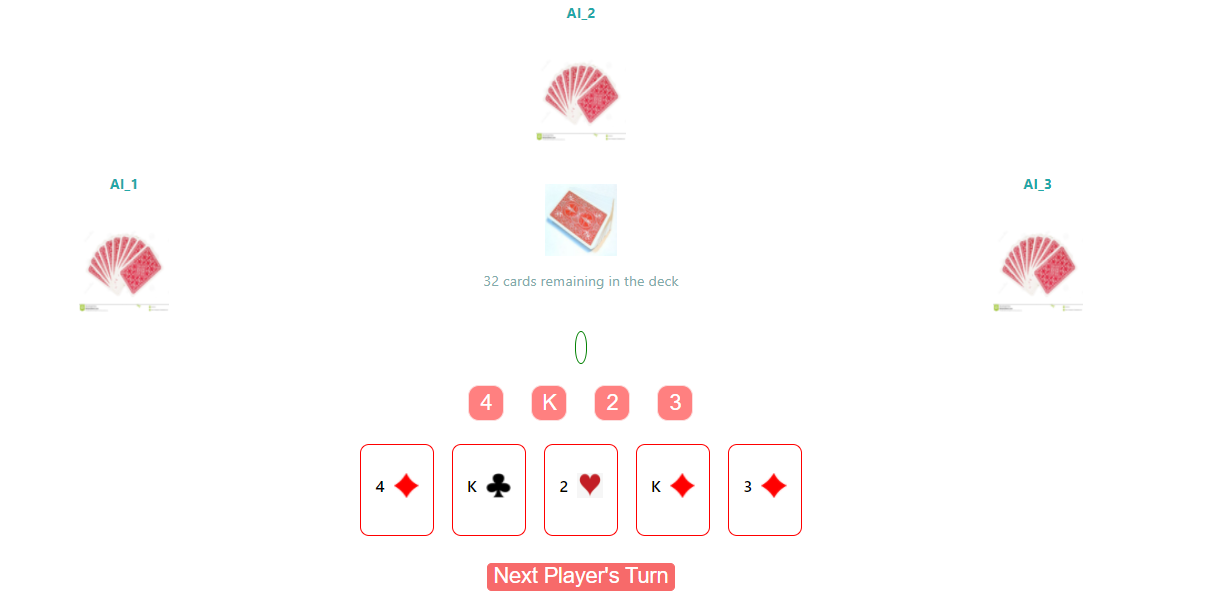 AI_2
AI_1
AI_3
32 cards remaining in the deck
4 K 2 3
4 K 2 K 3
Next Player's Turn